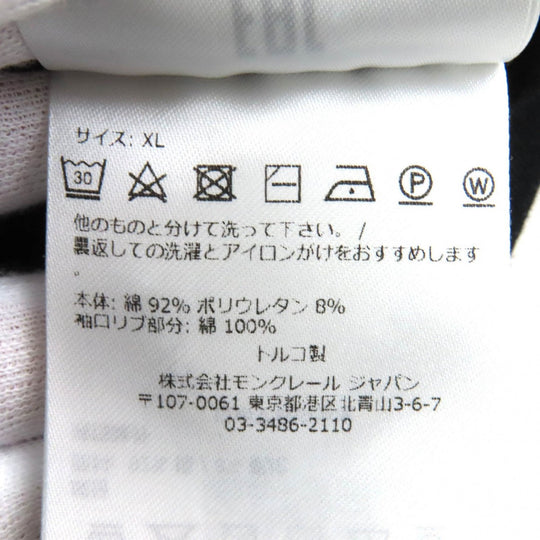 サイズ: XL
30
P
W
他のものと分けて洗って下さい。/
裏返しての洗濯とアイロンがけをおすすめします
。
本体: 綿 92% ポリウレタン 8%
袖口リブ部分: 綿 100%
トルコ製
株式会社モンクレール ジャパン
〒107-0061 東京都港区北青山3-6-7
03-3486-2110